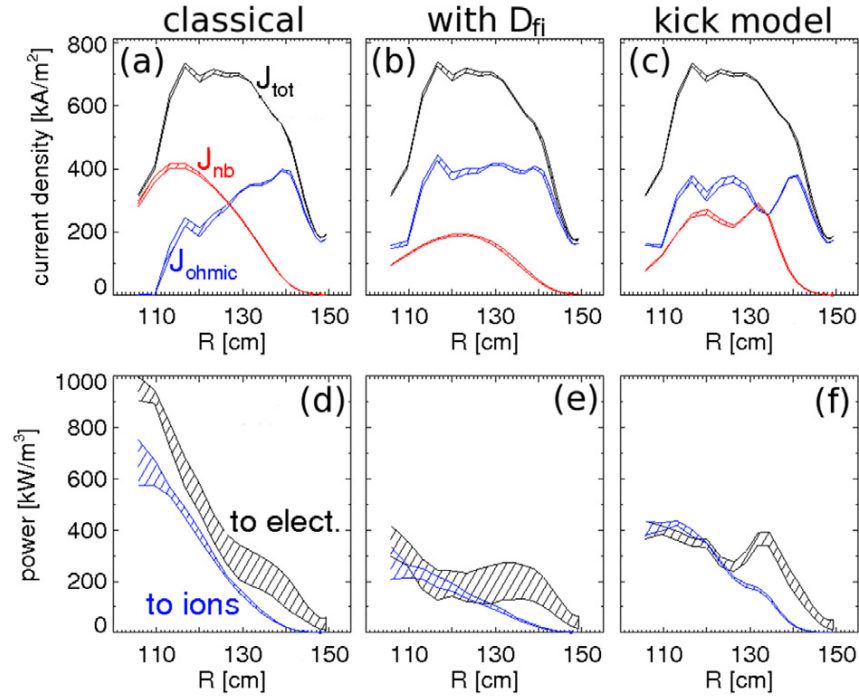 classical with D_fi kick model
(a) (b) (c)
800
600
400
200
0
current density [kA/m²]
J_tot
J_nb
J_ohmic
110 130 150 110 130 150 110 130 150
R [cm] R [cm] R [cm]
(d) (e) (f)
1000
800
600
400
200
0
power [kW/m³]
to elect.
to ions
110 130 150 110 130 150 110 130 150
R [cm] R [cm] R [cm]